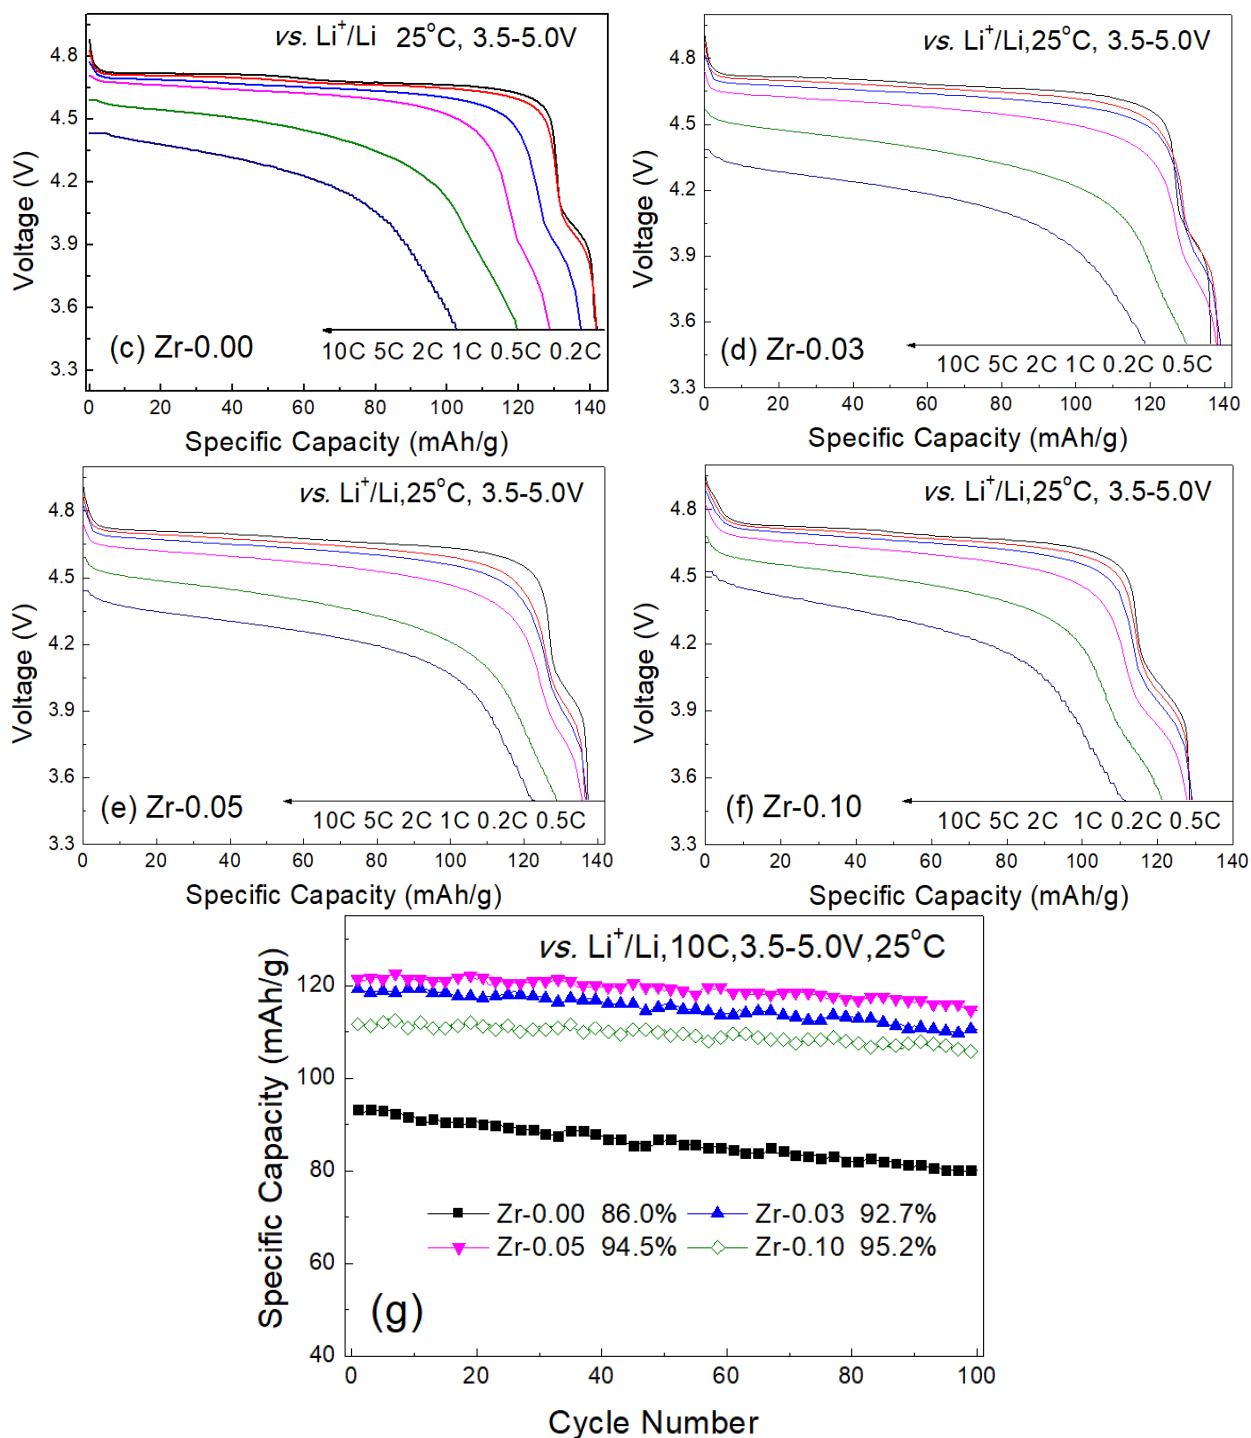 vs. Li⁺/Li 25°C, 3.5-5.0V
4.8
4.5
4.2
3.9
3.6
3.3
Voltage (V)
(c) Zr-0.00
10C 5C 2C 1C 0.5C 0.2C
0 20 40 60 80 100 120 140
Specific Capacity (mAh/g)
vs. Li⁺/Li,25°C, 3.5-5.0V
4.8
4.5
4.2
3.9
3.6
3.3
Voltage (V)
(d) Zr-0.03
10C 5C 2C 1C 0.2C 0.5C
0 20 40 60 80 100 120 140
Specific Capacity (mAh/g)
vs. Li⁺/Li,25°C, 3.5-5.0V
4.8
4.5
4.2
3.9
3.6
3.3
Voltage (V)
(e) Zr-0.05
10C 5C 2C 1C 0.2C 0.5C
0 20 40 60 80 100 120 140
Specific Capacity (mAh/g)
vs. Li⁺/Li,25°C, 3.5-5.0V
4.8
4.5
4.2
3.9
3.6
3.3
Voltage (V)
(f) Zr-0.10
10C 5C 2C 1C 0.2C 0.5C
0 20 40 60 80 100 120 140
Specific Capacity (mAh/g)
vs. Li⁺/Li,10C,3.5-5.0V,25°C
120
100
80
60
40
Specific Capacity (mAh/g)
Zr-0.00 86.0% Zr-0.03 92.7%
Zr-0.05 94.5% Zr-0.10 95.2%
(g)
0 20 40 60 80 100
Cycle Number